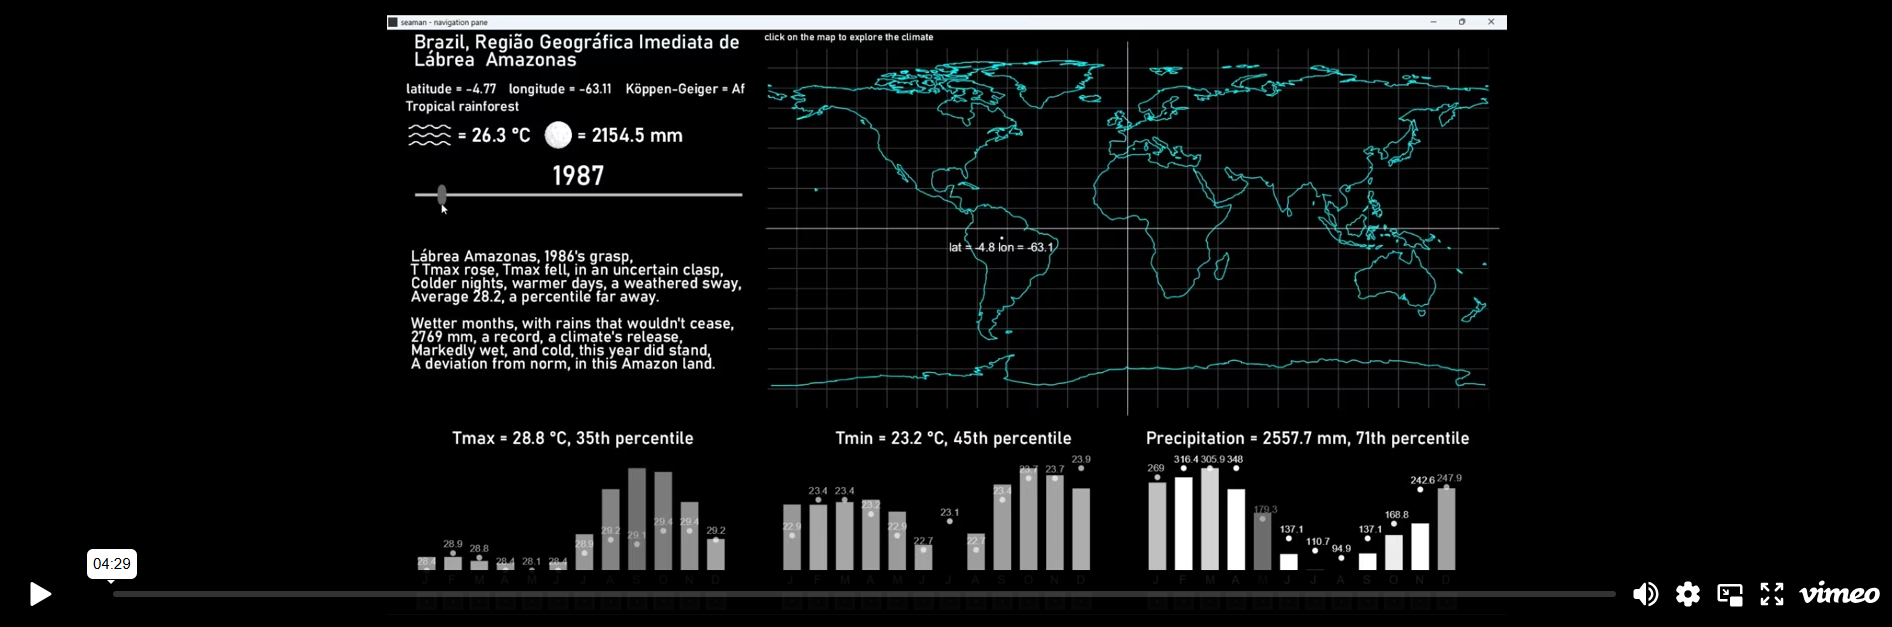 seaman - navigation pane
Brazil, Região Geográfica Imediata de
Lábrea Amazonas
click on the map to explore the climate
latitude = -4.77 longitude = -63.11 Köppen-Geiger = Af
Tropical rainforest
= 26.3 °C = 2154.5 mm
1987
lat = -4.8 lon = -63.1
Lábrea Amazonas, 1986's grasp,
T Tmax rose, Tmax fell, in an uncertain clasp,
Colder nights, warmer days, a weathered sway,
Average 28.2, a percentile far away.
Wetter months, with rains that wouldn't cease,
2769 mm, a record, a climate's release,
Markedly wet, and cold, this year did stand,
A deviation from norm, in this Amazon land.
Tmax = 28.8 °C, 35th percentile
28.4 28.9 28.8 28.4 28.1 28.4 28.9 29.2 29.1 29.4 29.4 29.2
J F M A M J J A S O N D
Tmin = 23.2 °C, 45th percentile
22.9 23.4 23.4 23.2 22.9 22.7 23.1 22.7 23.4 23.7 23.7 23.9
J F M A M J J A S O N D
Precipitation = 2557.7 mm, 71th percentile
269 316.4 305.9 348 179.3 137.1 110.7 94.9 137.1 168.8 242.6 247.9
J F M A M J J A S O N D
04:29
vimeo